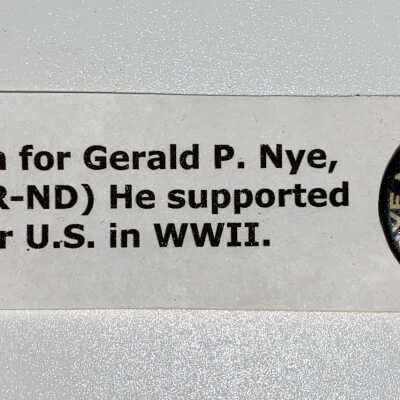 for Gerald P. Nye,
R-ND) He supported
r U.S. in WWII.